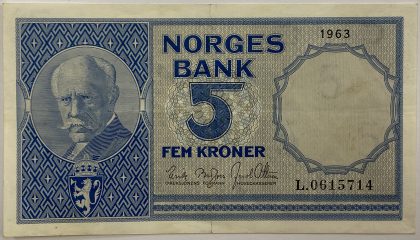 NORGES
BANK
1963
5
FEM KRONER
L.0615714